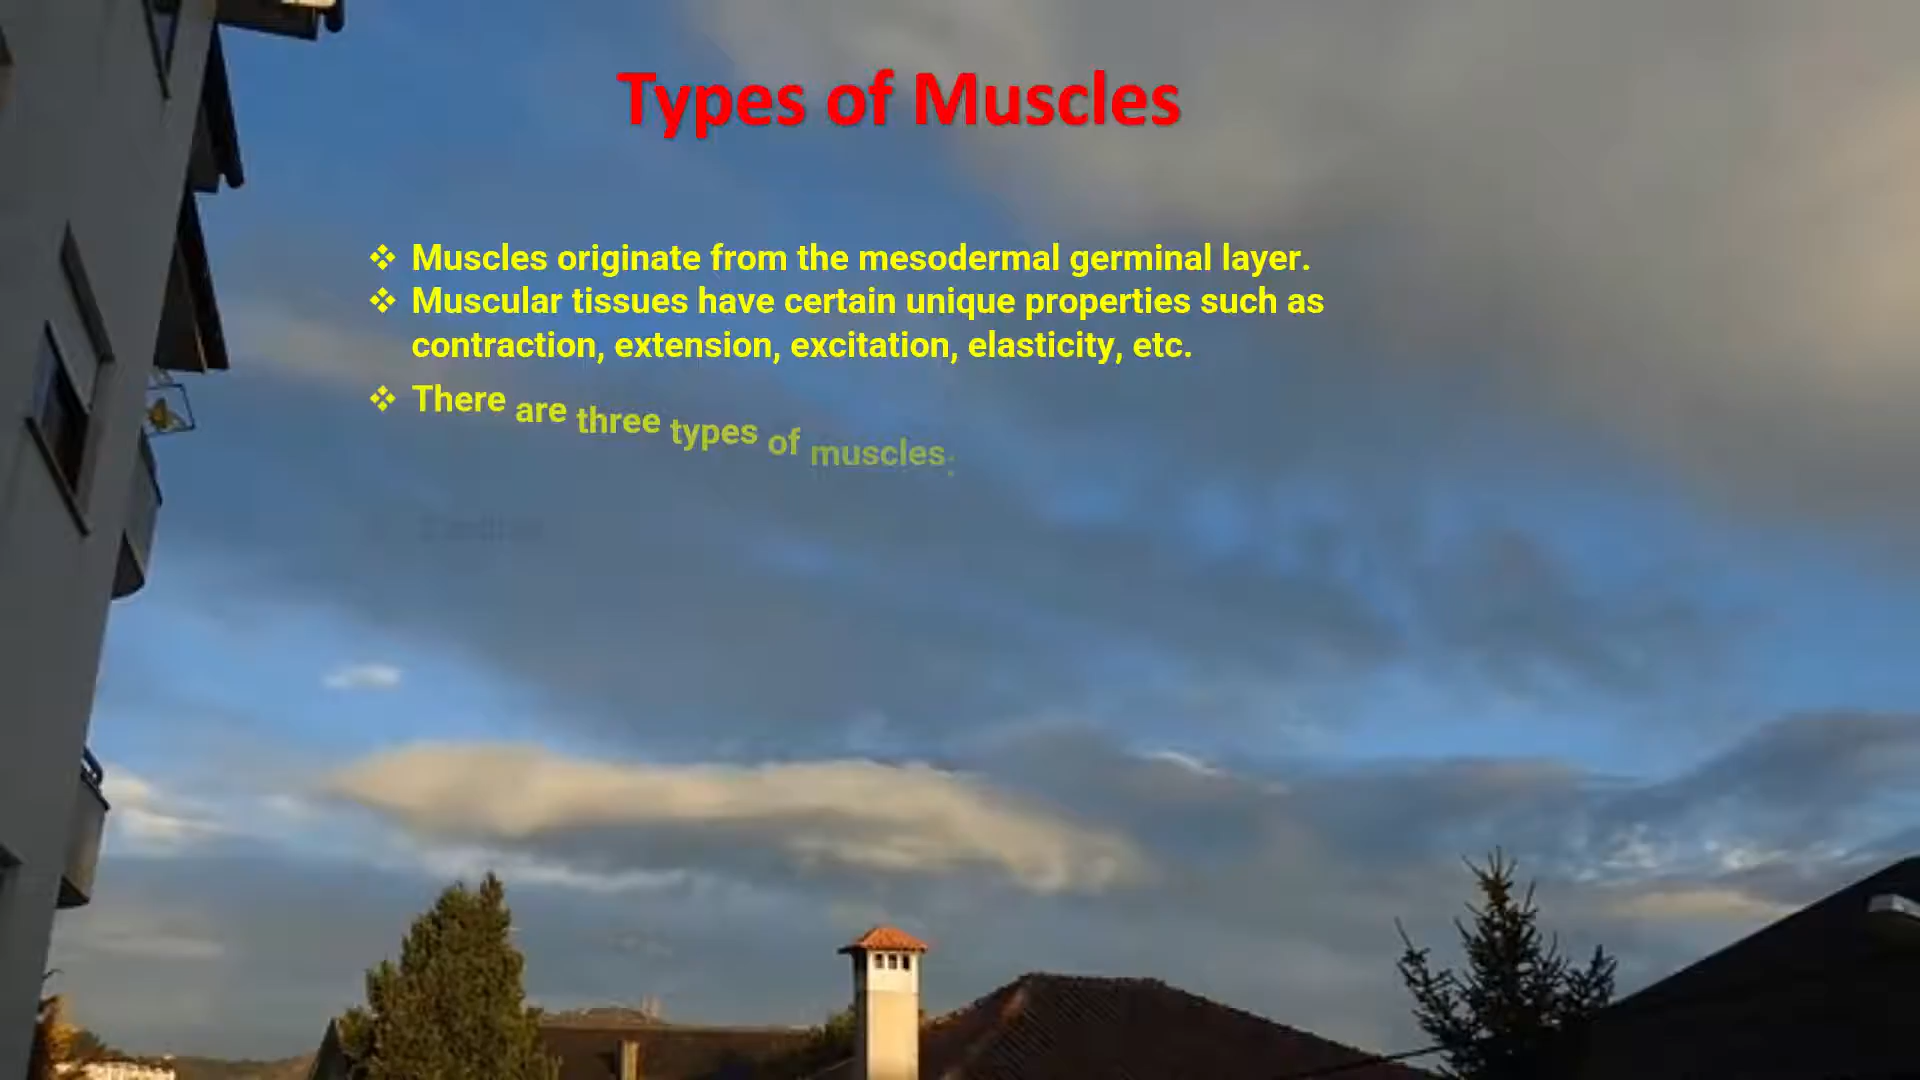 Types of Muscles
❖ Muscles originate from the mesodermal germinal layer.
❖ Muscular tissues have certain unique properties such as
contraction, extension, excitation, elasticity, etc.
❖ There are three types of muscles: